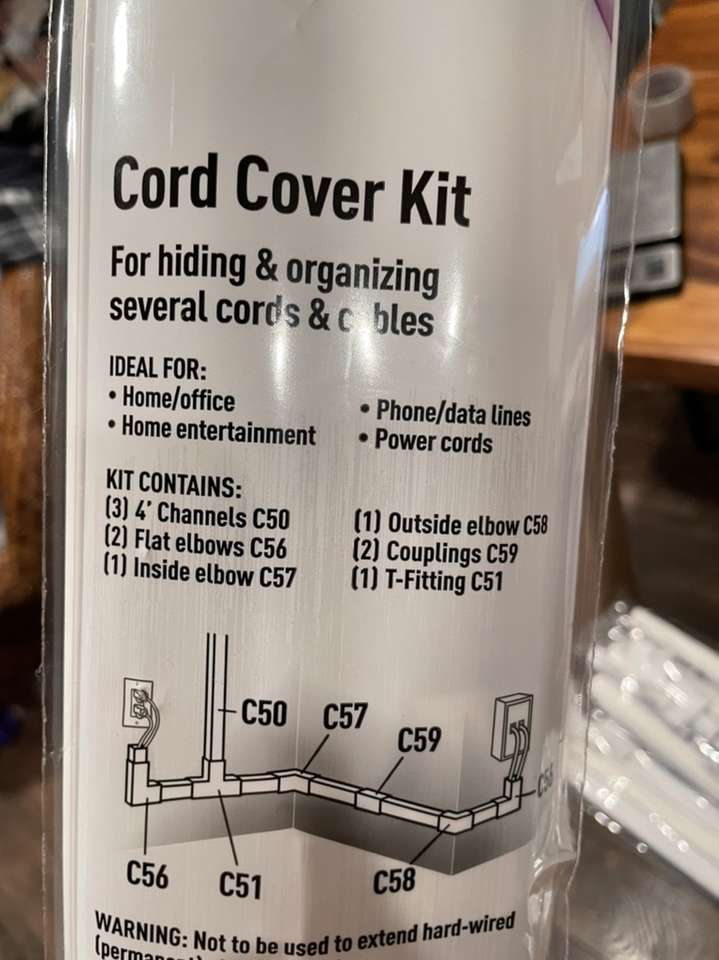 Cord Cover Kit
For hiding & organizing
several cords & cables
IDEAL FOR:
• Home/office
• Home entertainment
• Phone/data lines
• Power cords
KIT CONTAINS:
(3) 4' Channels C50
(2) Flat elbows C56
(1) Inside elbow C57
(1) Outside elbow C58
(2) Couplings C59
(1) T-Fitting C51
C50
C57
C59
C56
C56
C51
C58
WARNING: Not to be used to extend hard-wired